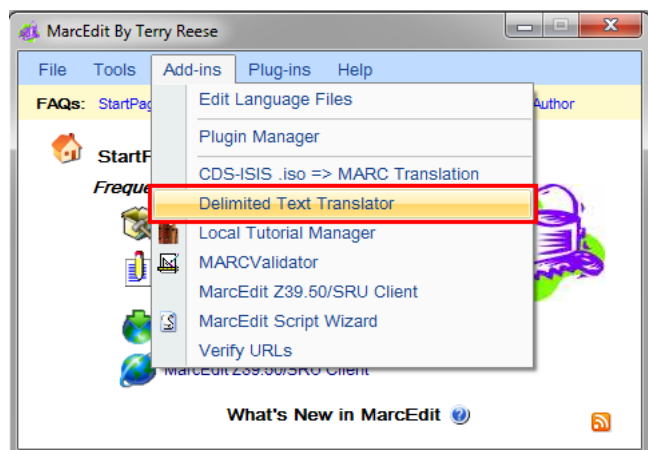 MarcEdit By Terry Reese
File Tools Add-ins Plug-ins Help
FAQs: StartPag Author
Edit Language Files
Plugin Manager
StartF
CDS-ISIS .iso => MARC Translation
Freque
Delimited Text Translator
Local Tutorial Manager
MARCValidator
MarcEdit Z39.50/SRU Client
MarcEdit Script Wizard
Verify URLs
MarcEdit Z39.50/SRU Client
What's New in MarcEdit